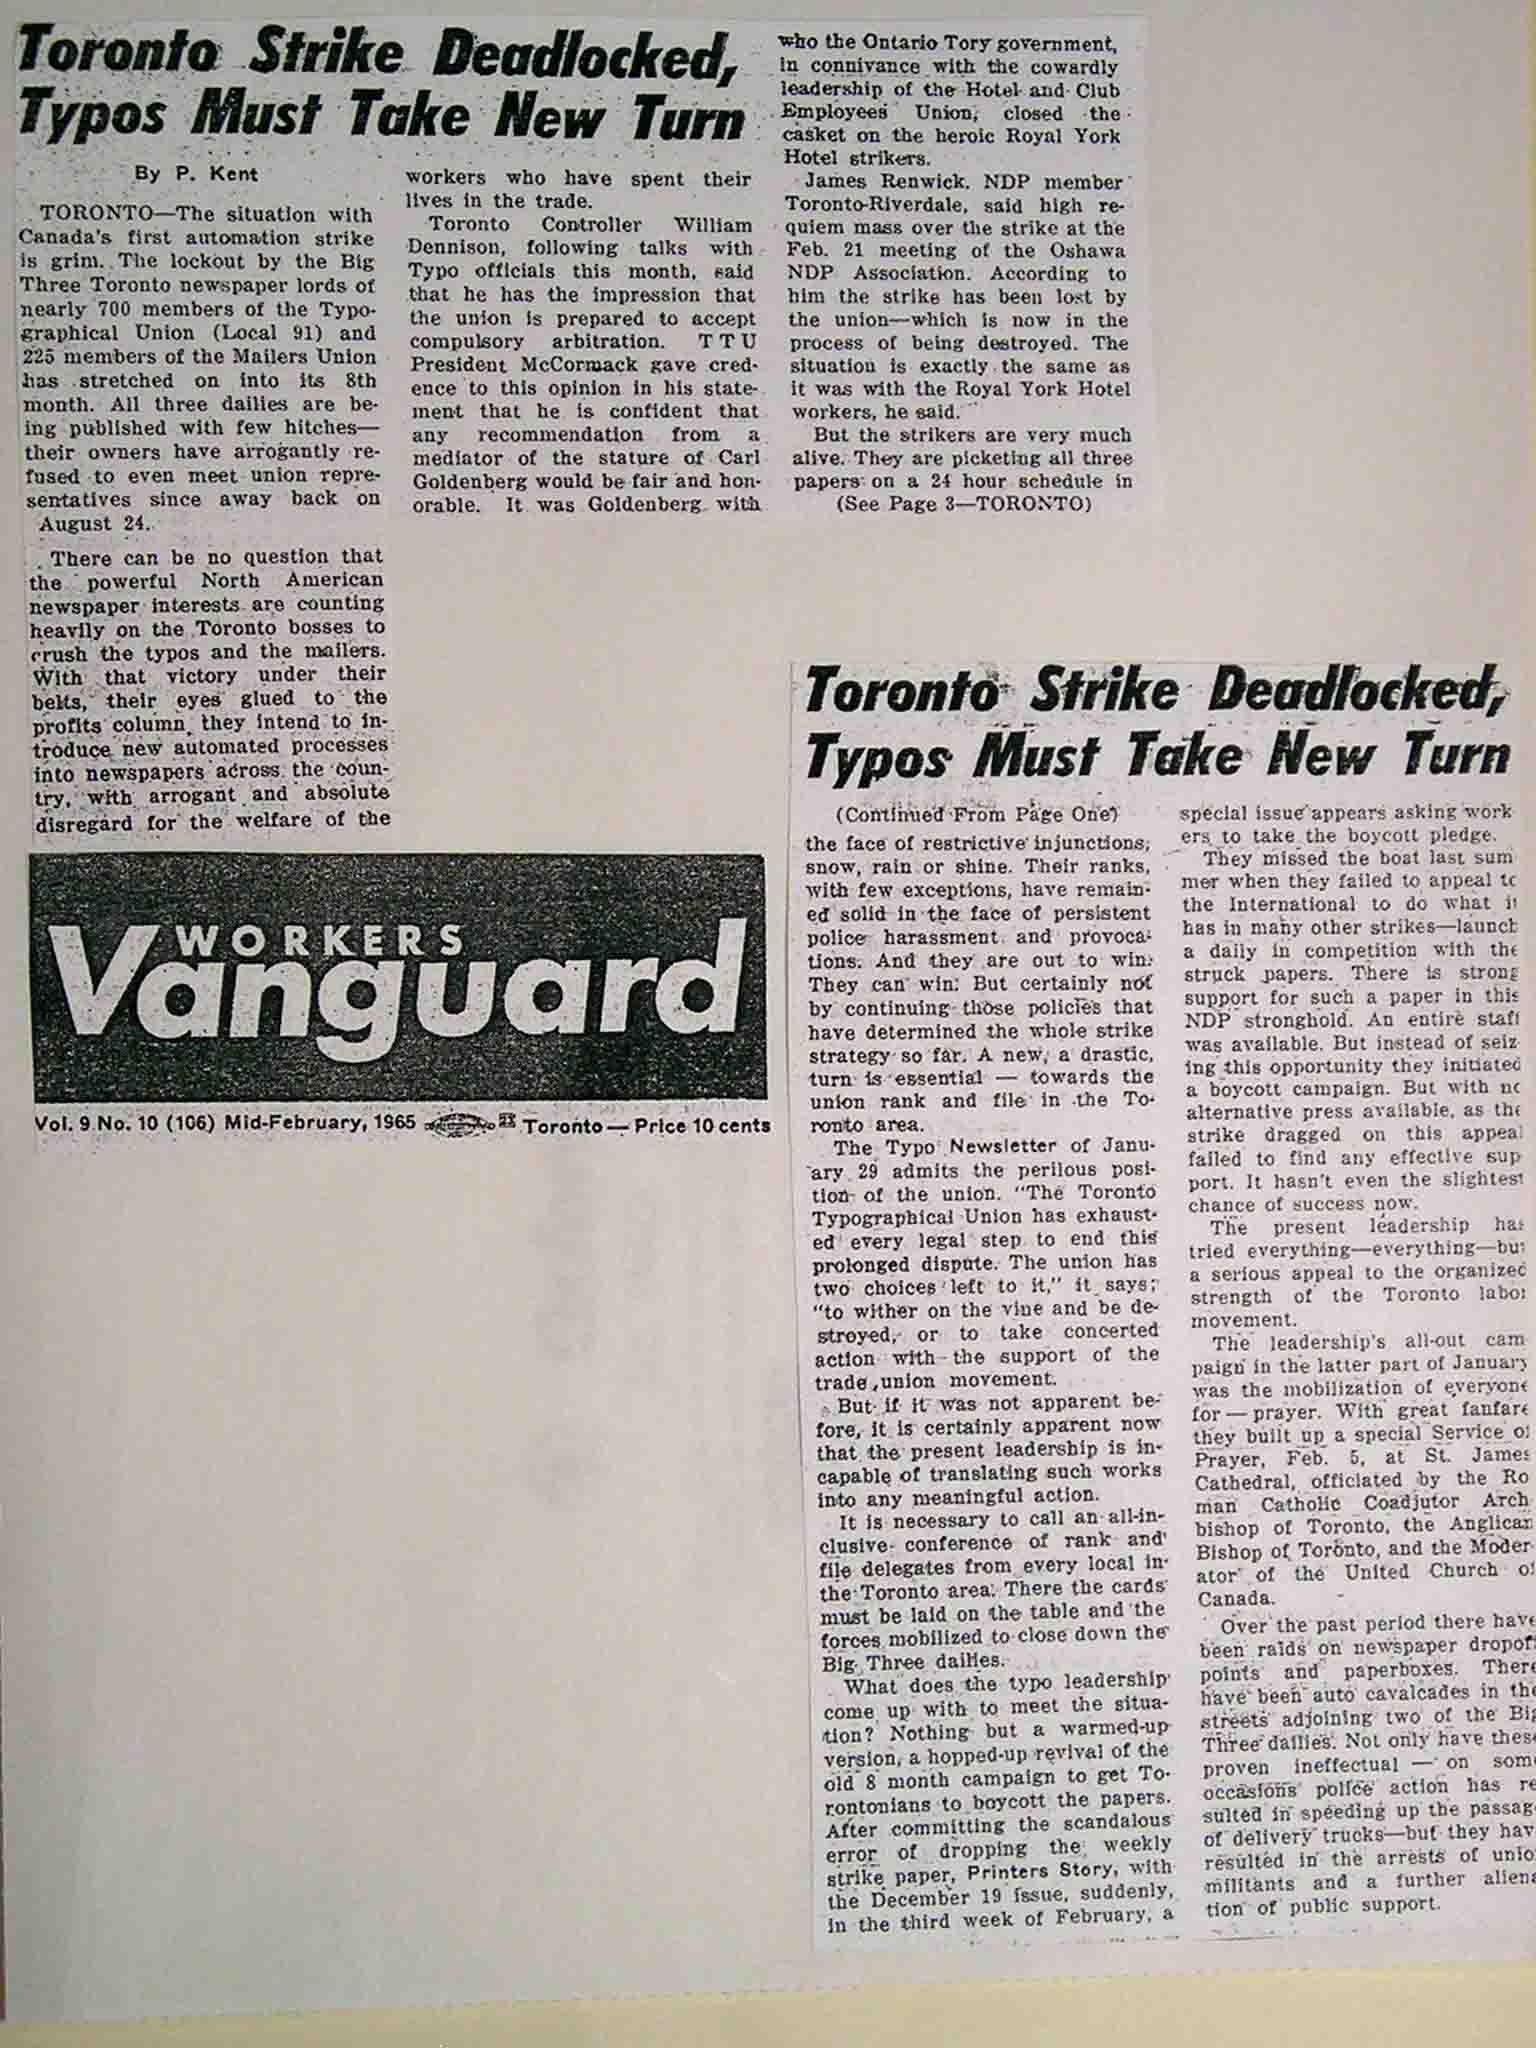 Toronto Strike Deadlocked,
Typos Must Take New Turn
By P. Kent
TORONTO—The situation with
Canada's first automation strike
is grim. The lockout by the Big
Three Toronto newspaper lords of
nearly 700 members of the Typo-
graphical Union (Local 91) and
225 members of the Mailers Union
has stretched on into its 8th
month. All three dailies are be-
ing published with few hitches—
their owners have arrogantly re-
fused to even meet union repre-
sentatives since away back on
August 24.
There can be no question that
the powerful North American
newspaper interests are counting
heavily on the Toronto bosses to
crush the typos and the mailers.
With that victory under their
belts, their eyes glued to the
profits column, they intend to in-
troduce new automated processes
into newspapers across the coun-
try, with arrogant and absolute
disregard for the welfare of the
workers who have spent their
lives in the trade.
Toronto Controller William
Dennison, following talks with
Typo officials this month, said
that he has the impression that
the union is prepared to accept
compulsory arbitration. TTU
President McCormack gave cred-
ence to this opinion in his state-
ment that he is confident that
any recommendation from a
mediator of the stature of Carl
Goldenberg would be fair and hon-
orable. It was Goldenberg with
who the Ontario Tory government,
in connivance with the cowardly
leadership of the Hotel and Club
Employees Union, closed the
casket on the heroic Royal York
Hotel strikers.
James Renwick, NDP member
Toronto-Riverdale, said high re-
quiem mass over the strike at the
Feb. 21 meeting of the Oshawa
NDP Association. According to
him the strike has been lost by
the union—which is now in the
process of being destroyed. The
situation is exactly the same as
it was with the Royal York Hotel
workers, he said.
But the strikers are very much
alive. They are picketing all three
papers on a 24 hour schedule in
(See Page 3—TORONTO)
WORKERS
Vanguard
Vol. 9 No. 10 (106) Mid-February, 1965 Toronto — Price 10 cents
Toronto Strike Deadlocked,
Typos Must Take New Turn
(Continued From Page One)
the face of restrictive injunctions,
snow, rain or shine. Their ranks,
with few exceptions, have remain-
ed solid in the face of persistent
police harassment and provoca-
tions. And they are out to win.
They can win. But certainly not
by continuing those policies that
have determined the whole strike
strategy so far. A new, a drastic,
turn is essential — towards the
union rank and file in the To-
ronto area.
The Typo Newsletter of Janu-
ary 29 admits the perilous posi-
tion of the union. "The Toronto
Typographical Union has exhaust-
ed every legal step to end this
prolonged dispute. The union has
two choices left to it," it says;
"to wither on the vine and be de-
stroyed, or to take concerted
action with the support of the
trade union movement.
But if it was not apparent be-
fore, it is certainly apparent now
that the present leadership is in-
capable of translating such works
into any meaningful action.
It is necessary to call an all-in-
clusive conference of rank and
file delegates from every local in
the Toronto area. There the cards
must be laid on the table and the
forces mobilized to close down the
Big Three dailies.
What does the typo leadership
come up with to meet the situa-
tion? Nothing but a warmed-up
version, a hopped-up revival of the
old 8 month campaign to get To-
rontonians to boycott the papers.
After committing the scandalous
error of dropping the weekly
strike paper, Printers Story, with
the December 19 issue, suddenly,
in the third week of February, a
special issue appears asking work
ers to take the boycott pledge.
They missed the boat last sum
mer when they failed to appeal to
the International to do what it
has in many other strikes—launch
a daily in competition with the
struck papers. There is strong
support for such a paper in this
NDP stronghold. An entire staff
was available. But instead of seiz
ing this opportunity they initiated
a boycott campaign. But with no
alternative press available, as the
strike dragged on this appeal
failed to find any effective sup
port. It hasn't even the slightest
chance of success now.
The present leadership has
tried everything—everything—but
a serious appeal to the organized
strength of the Toronto labor
movement.
The leadership's all-out cam
paign in the latter part of January
was the mobilization of everyone
for — prayer. With great fanfare
they built up a special Service of
Prayer, Feb. 5, at St. James
Cathedral, officiated by the Ro
man Catholic Coadjutor Arch
bishop of Toronto, the Anglican
Bishop of Toronto, and the Moder-
ator of the United Church of
Canada.
Over the past period there have
been raids on newspaper dropoff
points and paperboxes. There
have been auto cavalcades in the
streets adjoining two of the Big
Three dailies. Not only have these
proven ineffectual — on some
occasions police action has re
sulted in speeding up the passag
of delivery trucks—but they hav
resulted in the arrests of unio
militants and a further aliena
tion of public support.